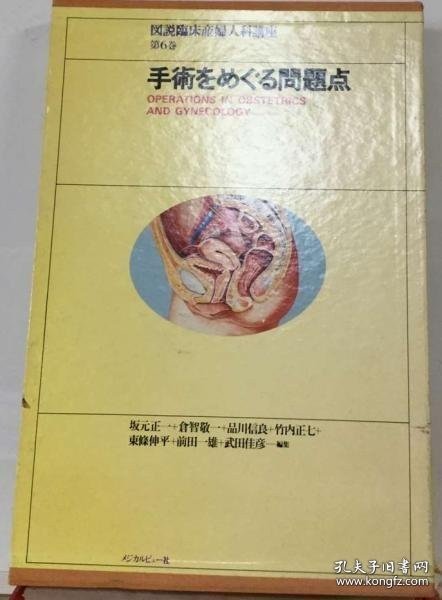 図説臨床産婦人科講座
第6巻
手術をめぐる問題点
OPERATIONS IN OBSTETRICS
AND GYNECOLOGY
坂元正一+倉智敬一+品川信良+竹内正七+
東條伸平+前田一雄+武田佳彦—編集
メジカルビュー社
孔夫子旧书网
www.kongfz.com